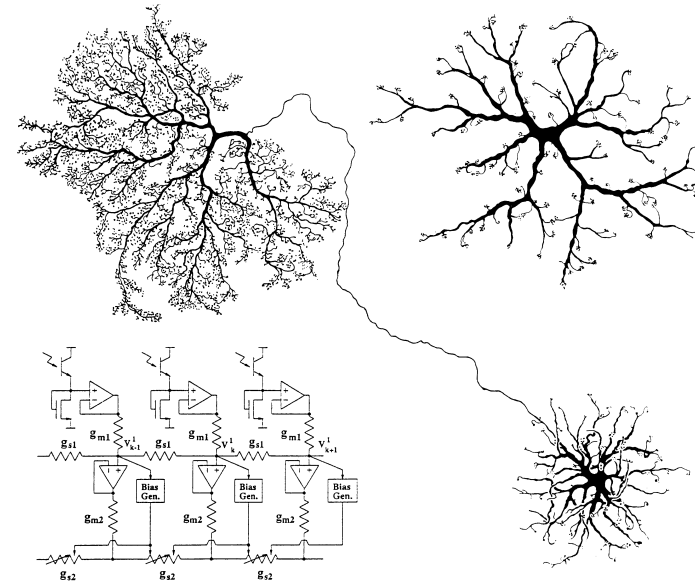 g_m1 V^1_k-1 g_m1 V^1_k g_m1 V^1_k+1
g_s1 g_s1 g_s1
Bias Gen. Bias Gen. Bias Gen.
g_m2 g_m2 g_m2
g_s2 g_s2 g_s2